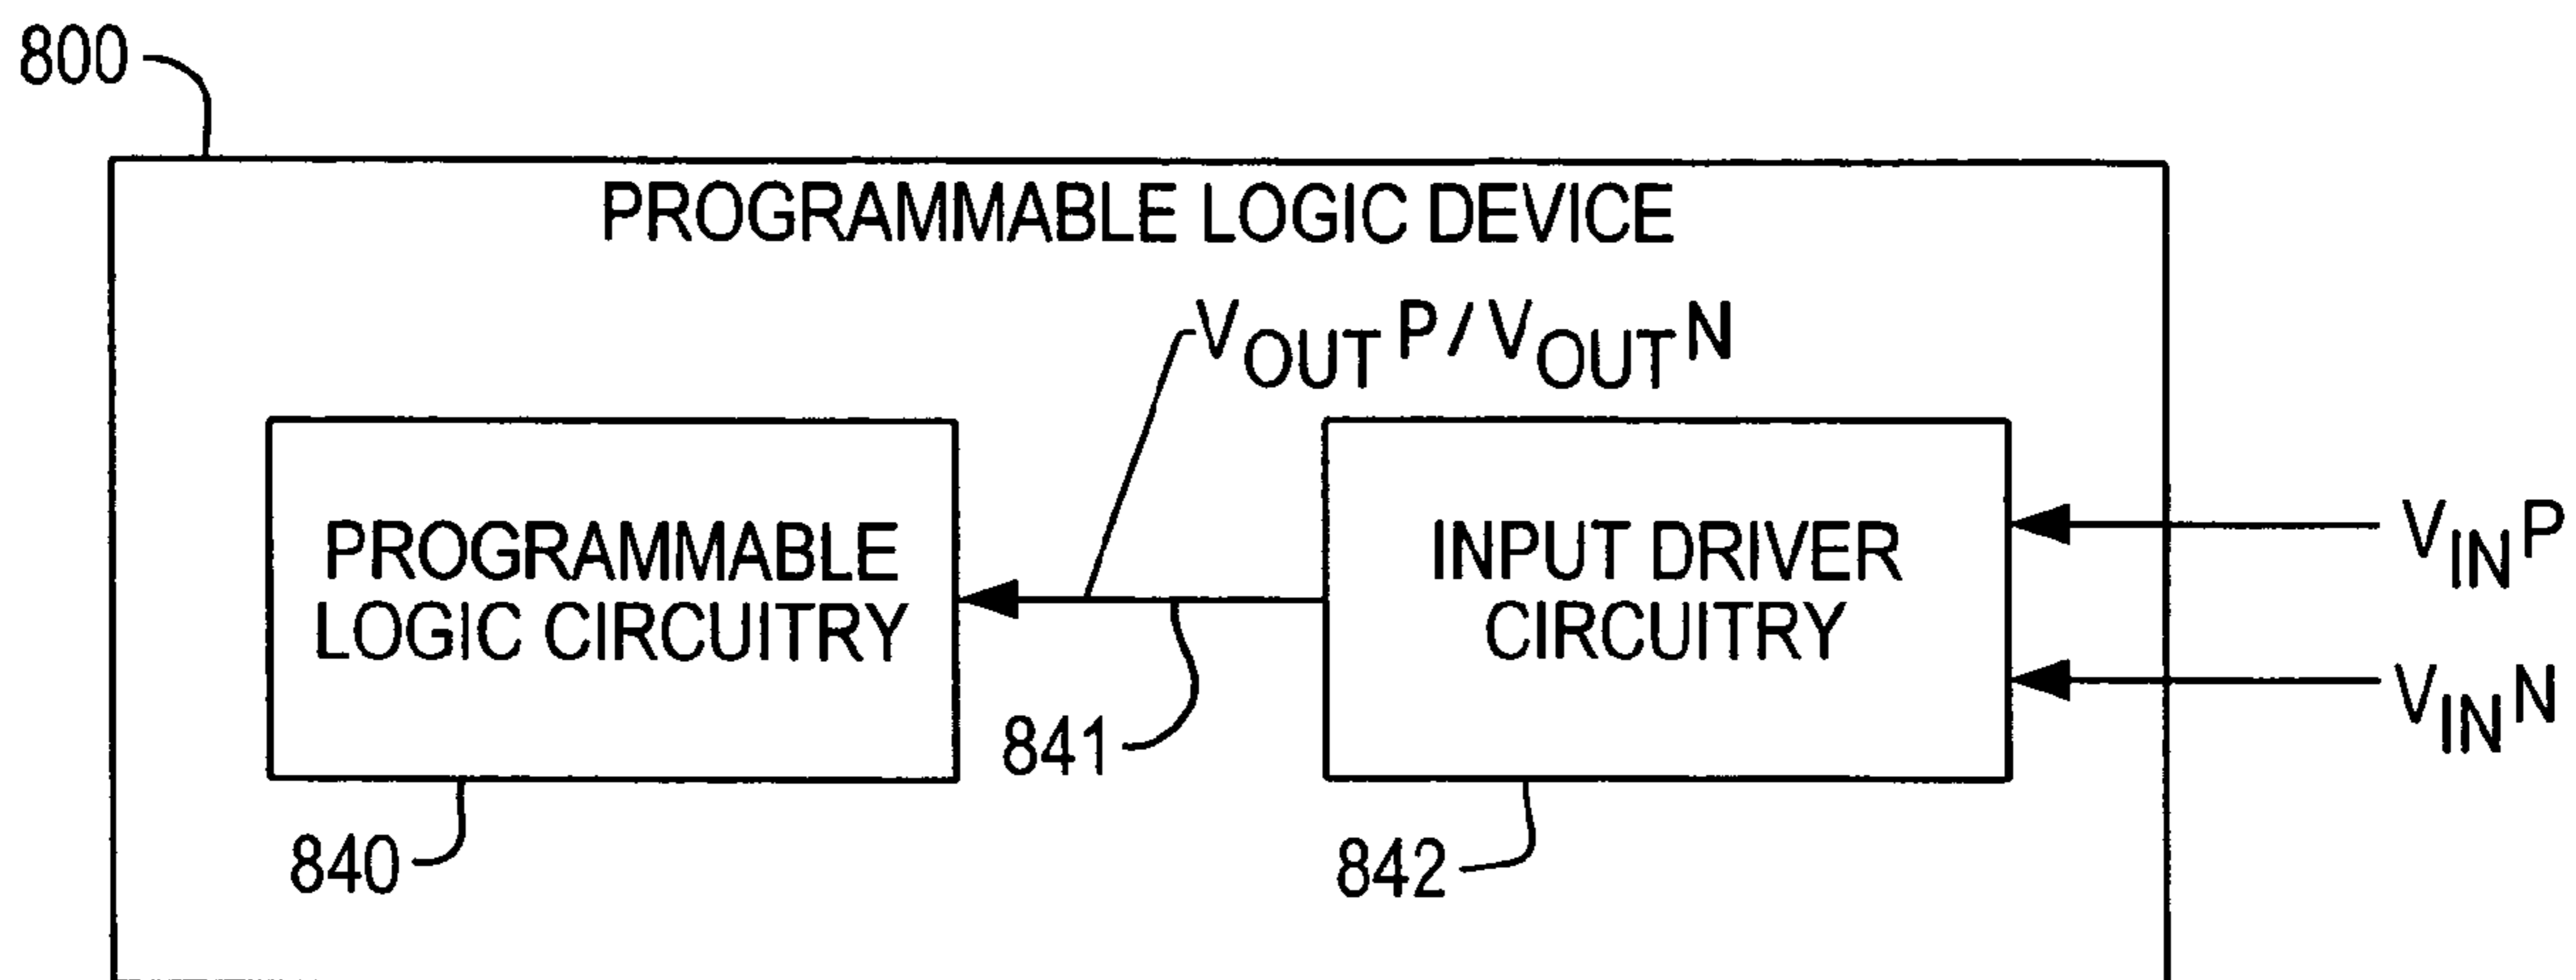 800
PROGRAMMABLE LOGIC DEVICE
VOUTP/VOUTN
PROGRAMMABLE
LOGIC CIRCUITRY
INPUT DRIVER
CIRCUITRY
VINP
VINN
841
840
842